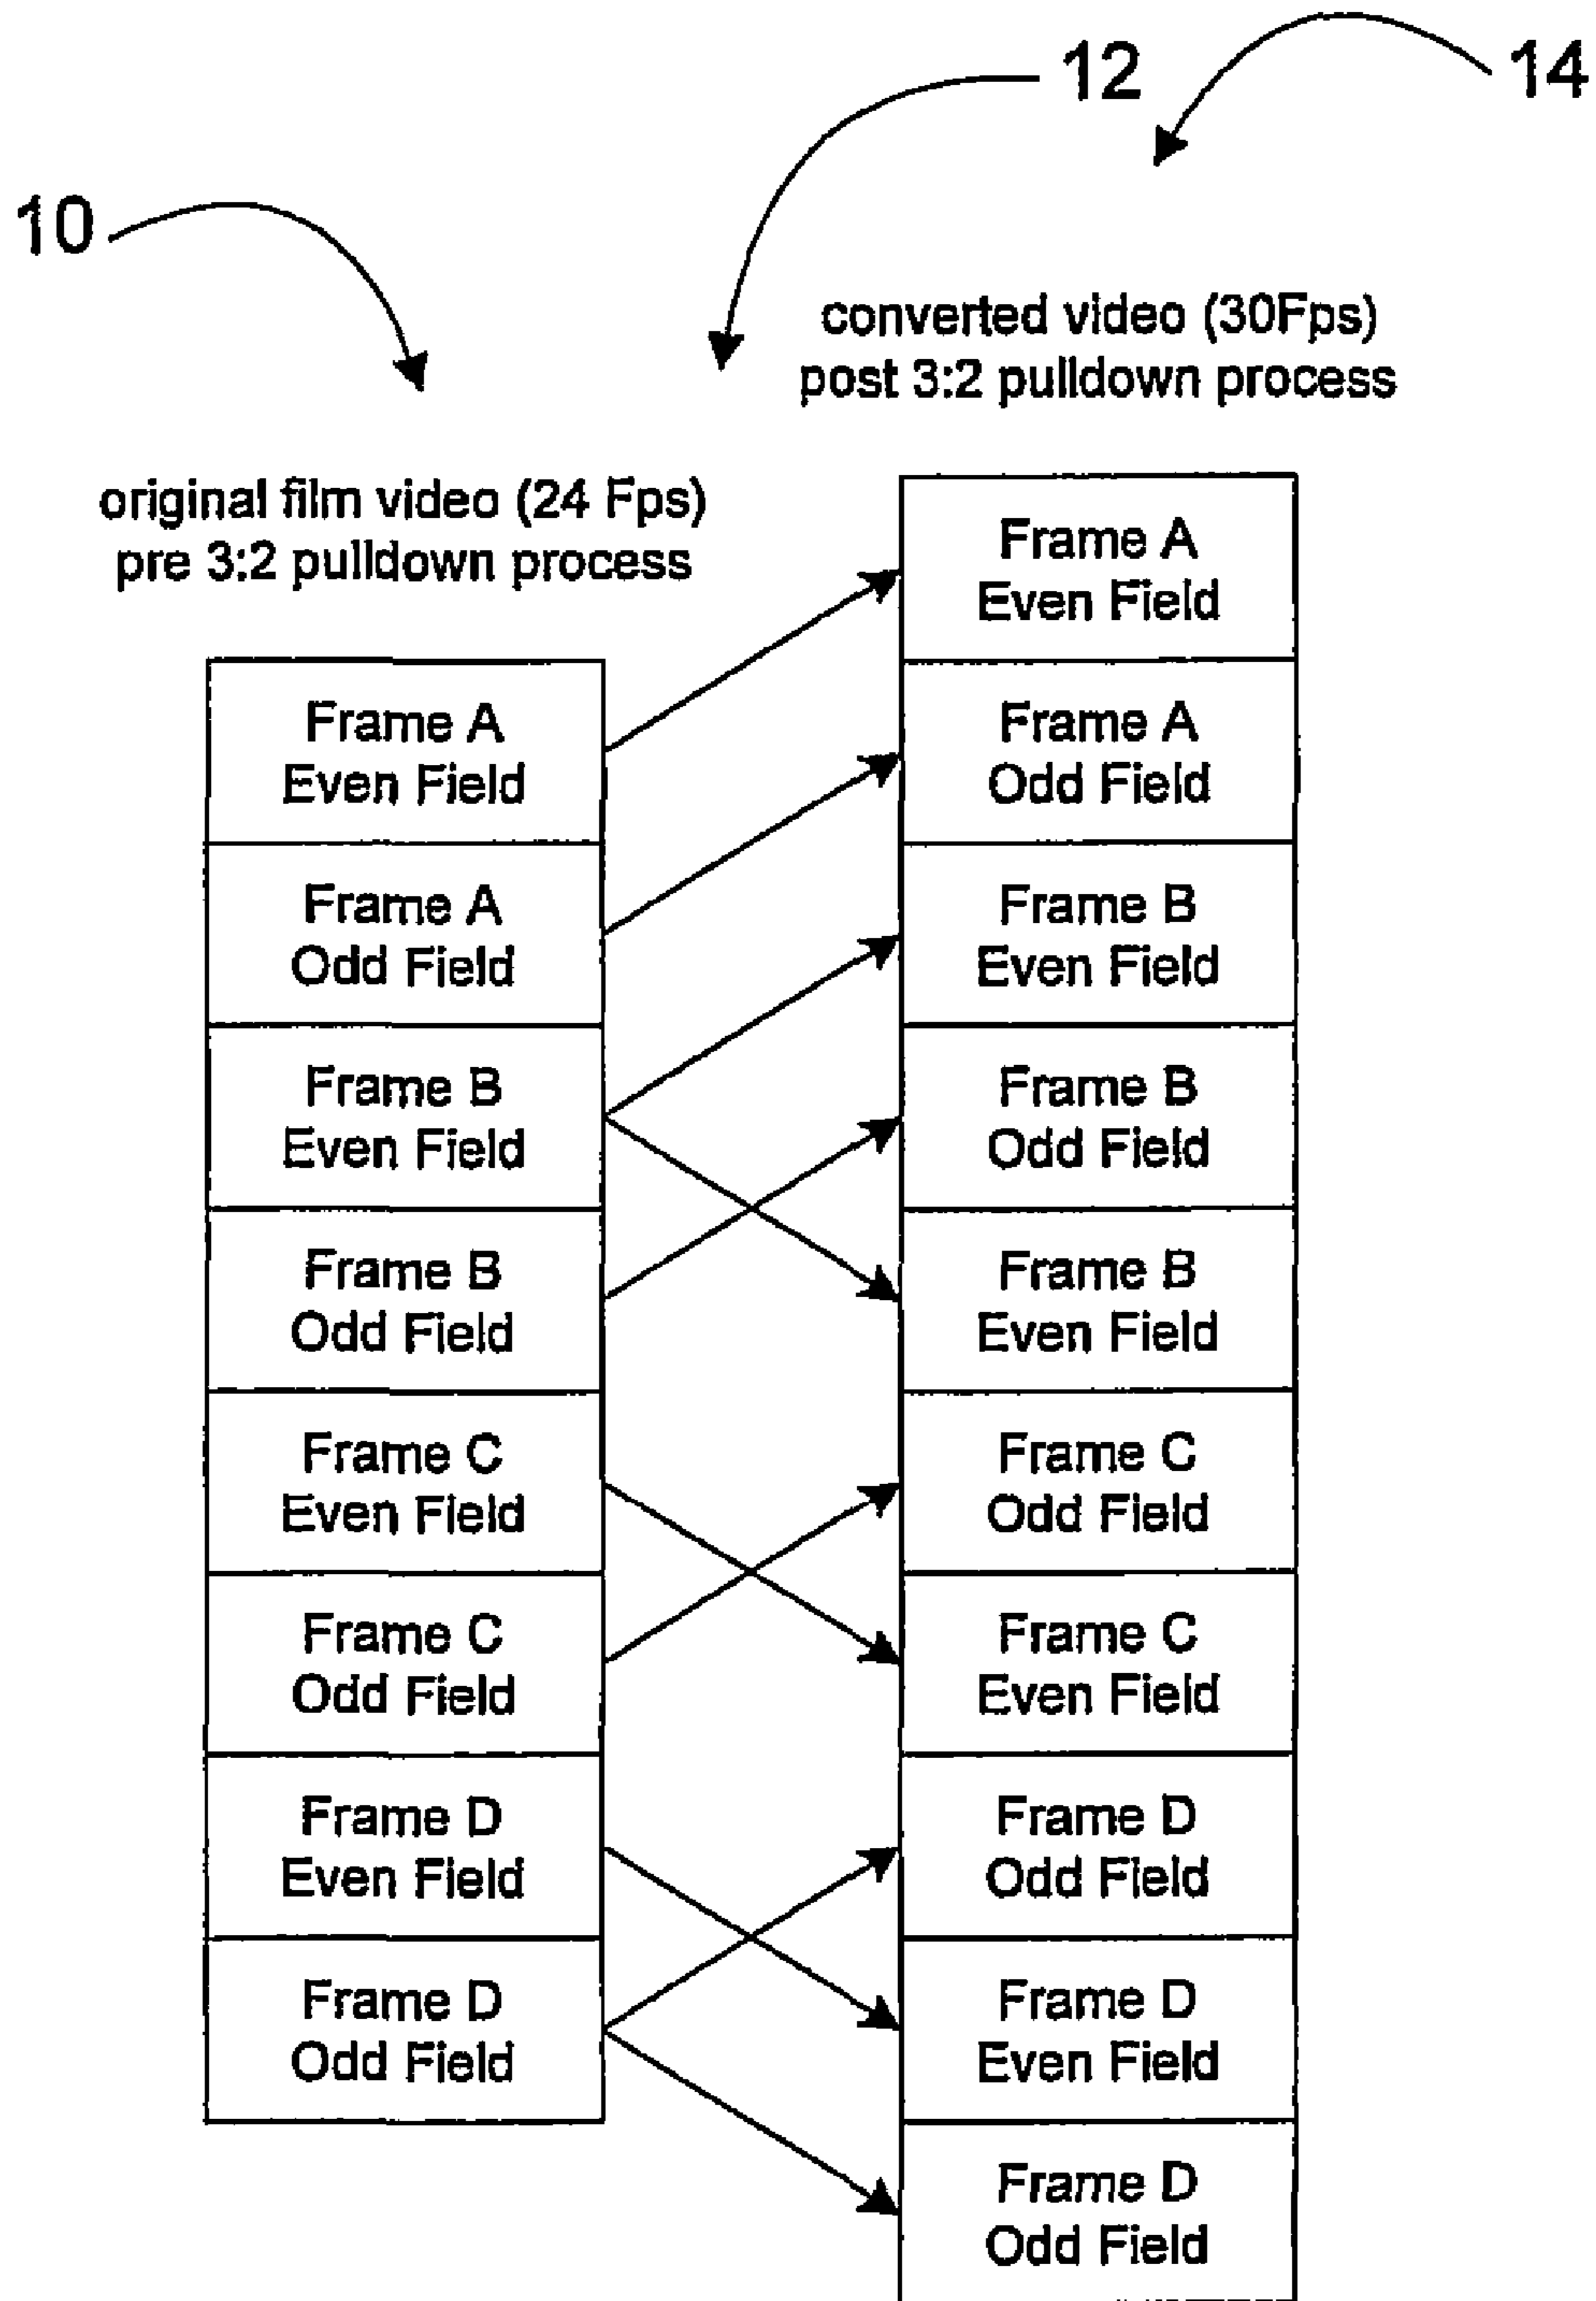 12
14
10
converted video (30Fps)
post 3:2 pulldown process
original film video (24 Fps)
pre 3:2 pulldown process
Frame A
Even Field
Frame A
Odd Field
Frame B
Even Field
Frame B
Odd Field
Frame C
Even Field
Frame C
Odd Field
Frame D
Even Field
Frame D
Odd Field
Frame A
Even Field
Frame A
Odd Field
Frame B
Even Field
Frame B
Odd Field
Frame B
Even Field
Frame C
Odd Field
Frame C
Even Field
Frame D
Odd Field
Frame D
Even Field
Frame D
Odd Field